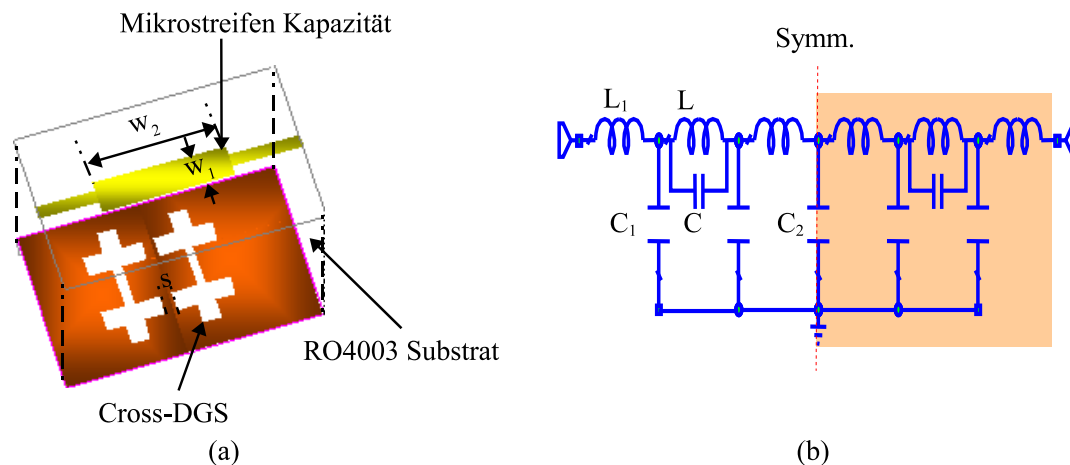 Mikrostreifen Kapazität
w₂
w₁
s
RO4003 Substrat
Cross-DGS
(a)
Symm.
L₁
L
C₁
C
C₂
(b)